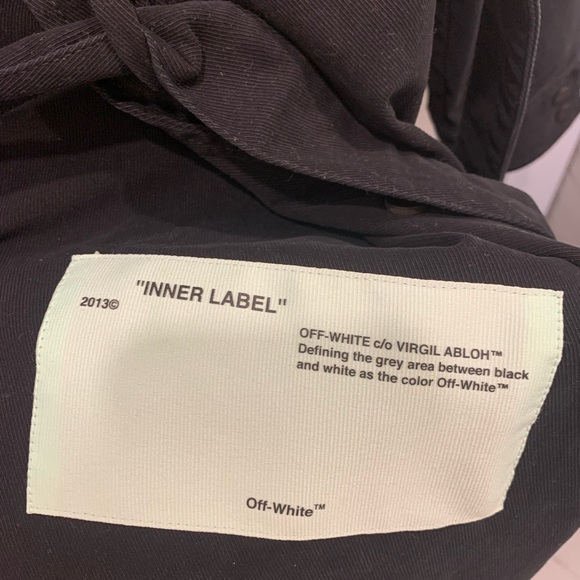 "INNER LABEL"
2013©
OFF-WHITE c/o VIRGIL ABLOH™
Defining the grey area between black
and white as the color Off-White™
Off-White™